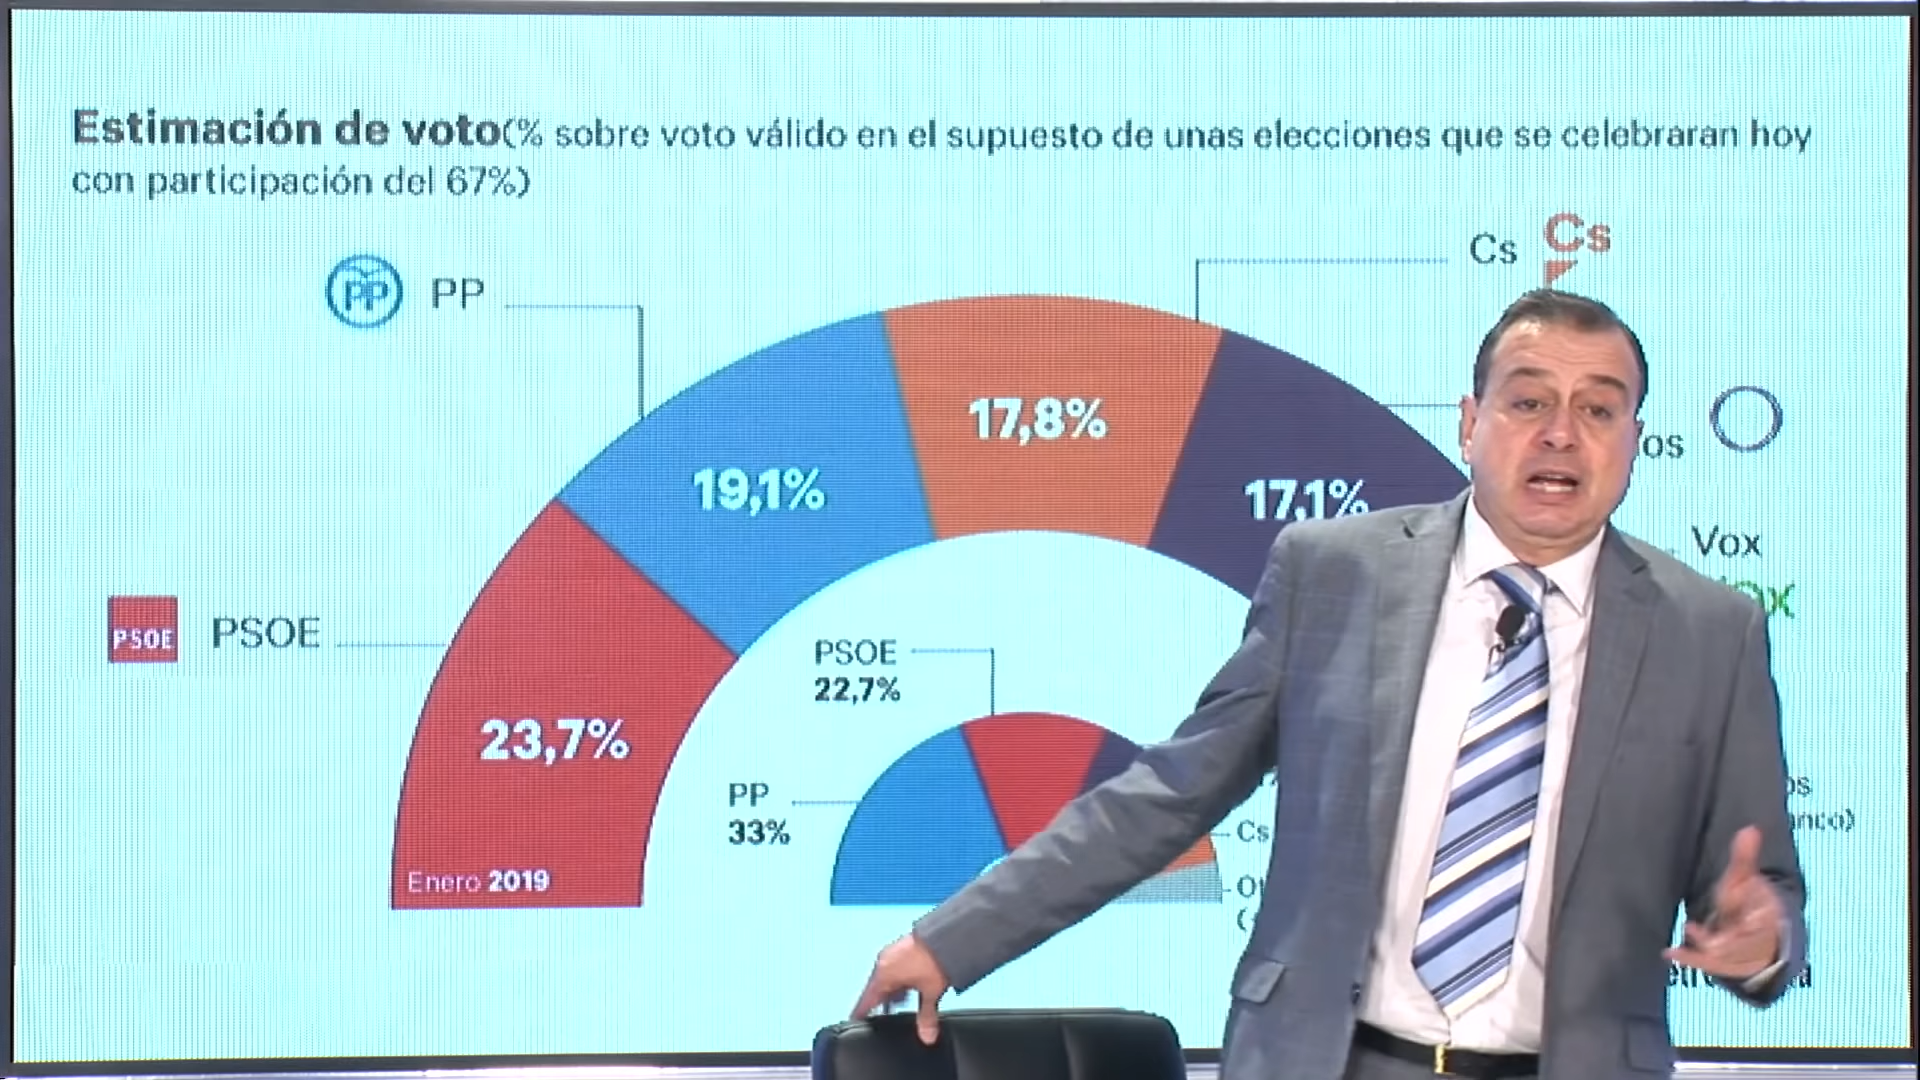 Estimación de voto(% sobre voto válido en el supuesto de unas elecciones que se celebraran hoy
con participación del 67%)
Cs Cs
PP PP
17,8%
19,1%
17,1%
os
Vox
PSOE PSOE
PSOE
22,7%
23,7%
PP
33%
Cs
Enero 2019